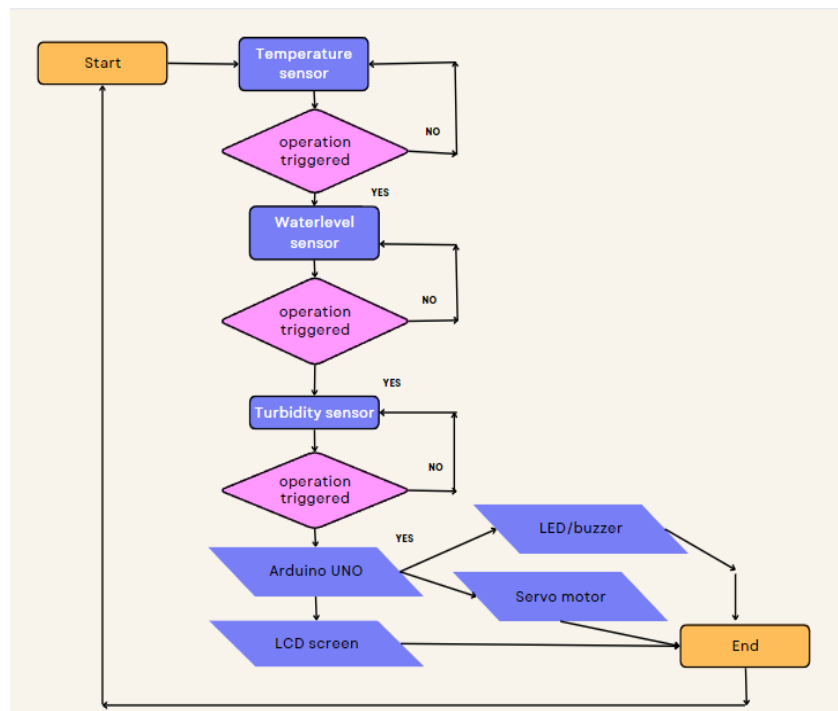 Start
Temperature
sensor
operation
triggered
NO
YES
Waterlevel
sensor
operation
triggered
NO
YES
Turbidity sensor
operation
triggered
NO
YES
LED/buzzer
Arduino UNO
Servo motor
LCD screen
End